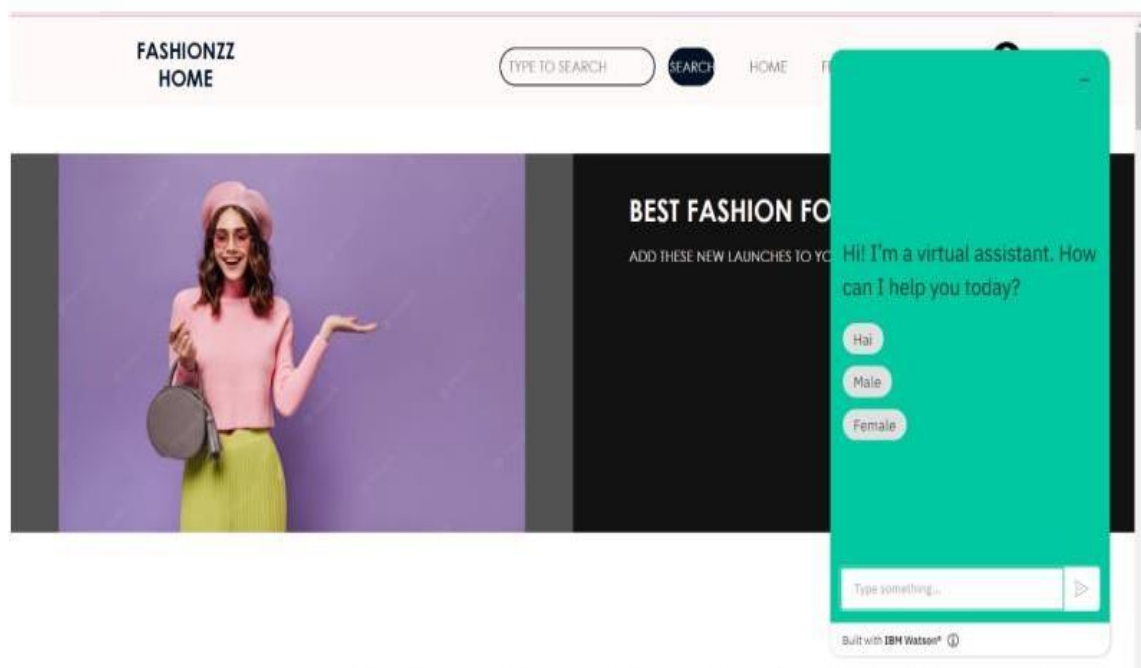 FASHIONZZ
HOME
TYPE TO SEARCH
SEARCH
HOME
BEST FASHION FO
ADD THESE NEW LAUNCHES TO YO
Hi! I'm a virtual assistant. How
can I help you today?
Hai
Male
Female
Type something...
Built with IBM Watson®